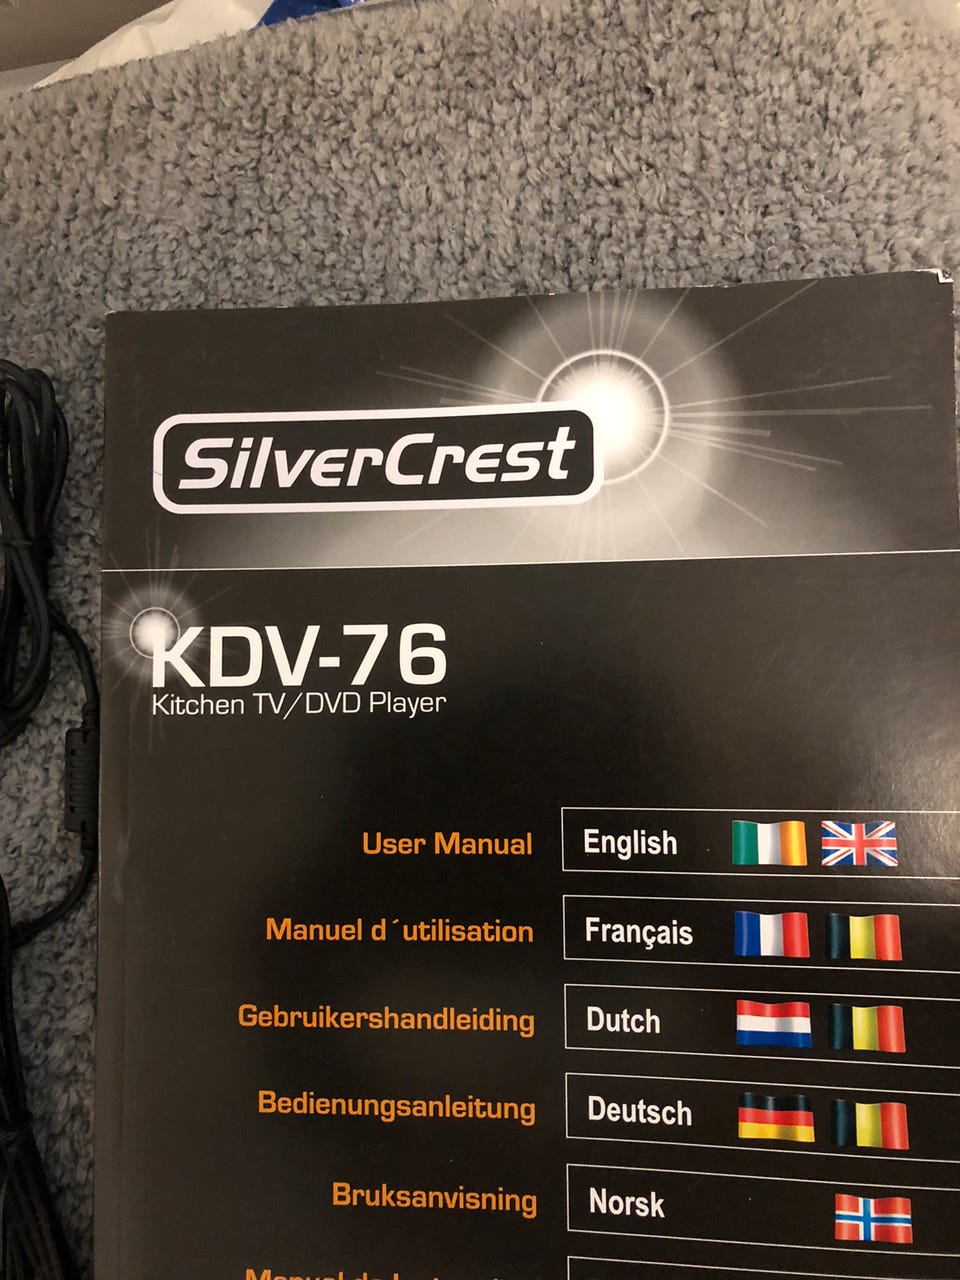 SilverCrest
KDV-76
Kitchen TV/DVD Player
User Manual English
Manuel d´utilisation Français
Gebruikershandleiding Dutch
Bedienungsanleitung Deutsch
Bruksanvisning Norsk